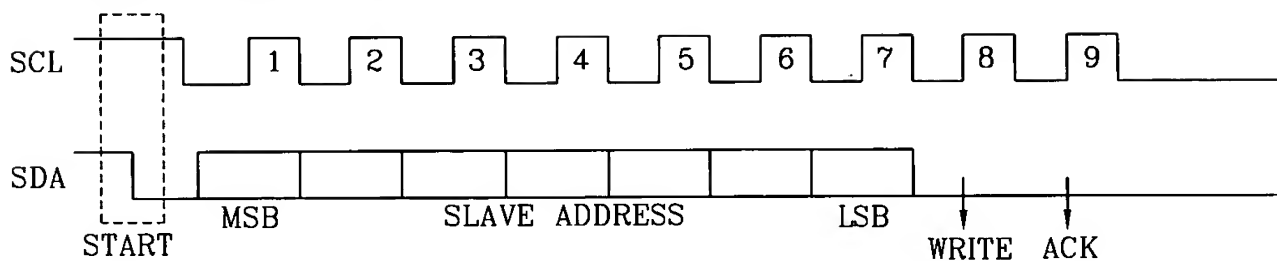 SCL 1 2 3 4 5 6 7 8 9
SDA
MSB SLAVE ADDRESS LSB
START WRITE ACK